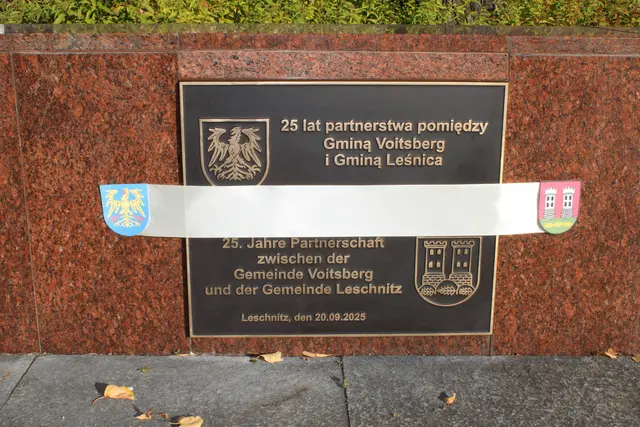 25 lat partnerstwa pomiędzy
Gminą Voitsberg
i Gminą Leśnica
25. Jahre Partnerschaft
zwischen der
Gemeinde Voitsberg
und der Gemeinde Leschnitz
Leschnitz, den 20.09.2025